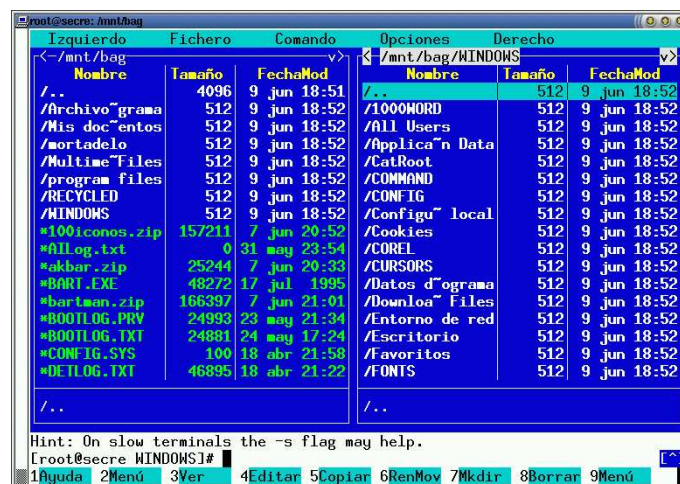 root@secre: /mnt/bag
Izquierdo Fichero Comando Opciones Derecho
<-/mnt/bag v> < /mnt/bag/WINDOWS v>
Nombre Tamaño FechaMod Nombre Tamaño FechaMod
/.. 4096 9 jun 18:51 /.. 512 9 jun 18:52
/Archivo~grama 512 9 jun 18:52 /1000WORD 512 9 jun 18:52
/Mis doc~entos 512 9 jun 18:52 /All Users 512 9 jun 18:52
/mortadelo 512 9 jun 18:52 /Applica~n Data 512 9 jun 18:52
/Multime~Files 512 9 jun 18:52 /CatRoot 512 9 jun 18:52
/program files 512 9 jun 18:52 /COMMAND 512 9 jun 18:52
/RECYCLED 512 9 jun 18:52 /CONFIG 512 9 jun 18:52
/WINDOWS 512 9 jun 18:52 /Configu~ local 512 9 jun 18:52
*100iconos.zip 157211 7 jun 20:52 /Cookies 512 9 jun 18:52
*AILog.txt 0 31 may 23:54 /COREL 512 9 jun 18:52
*akbar.zip 25244 7 jun 20:33 /CURSORS 512 9 jun 18:52
*BART.EXE 48272 17 jul 1995 /Datos d~ograma 512 9 jun 18:52
*bartman.zip 166397 7 jun 21:01 /Downloa~ Files 512 9 jun 18:52
*BOOTLOG.PRV 24993 23 may 21:34 /Entorno de red 512 9 jun 18:52
*BOOTLOG.TXT 24881 24 may 17:24 /Escritorio 512 9 jun 18:52
*CONFIG.SYS 100 18 abr 21:58 /Favoritos 512 9 jun 18:52
*DETLOG.TXT 46895 18 abr 21:22 /FONTS 512 9 jun 18:52
/.. /..
Hint: On slow terminals the -s flag may help.
[root@secre WINDOWS]# [^]
1Ayuda 2Menú 3Ver 4Editar 5Copiar 6RenMov 7Mkdir 8Borrar 9Menú